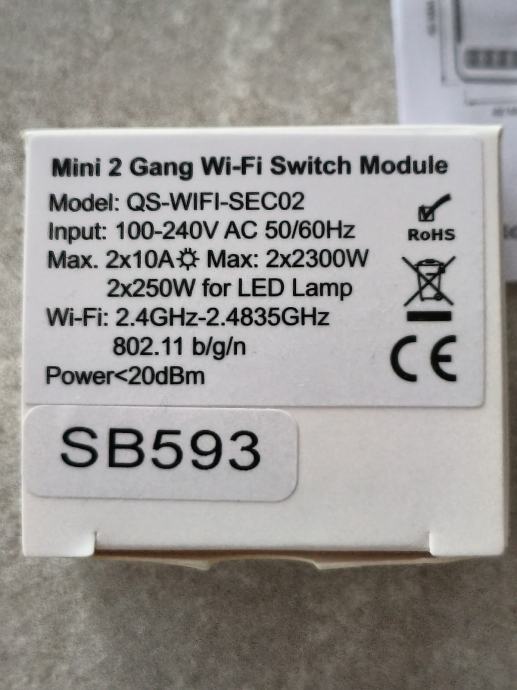 Mini 2 Gang Wi-Fi Switch Module
Model: QS-WIFI-SEC02
Input: 100-240V AC 50/60Hz
Max. 2x10A Max: 2x2300W
2x250W for LED Lamp
Wi-Fi: 2.4GHz-2.4835GHz
802.11 b/g/n
Power<20dBm
RoHS
CE
SB593